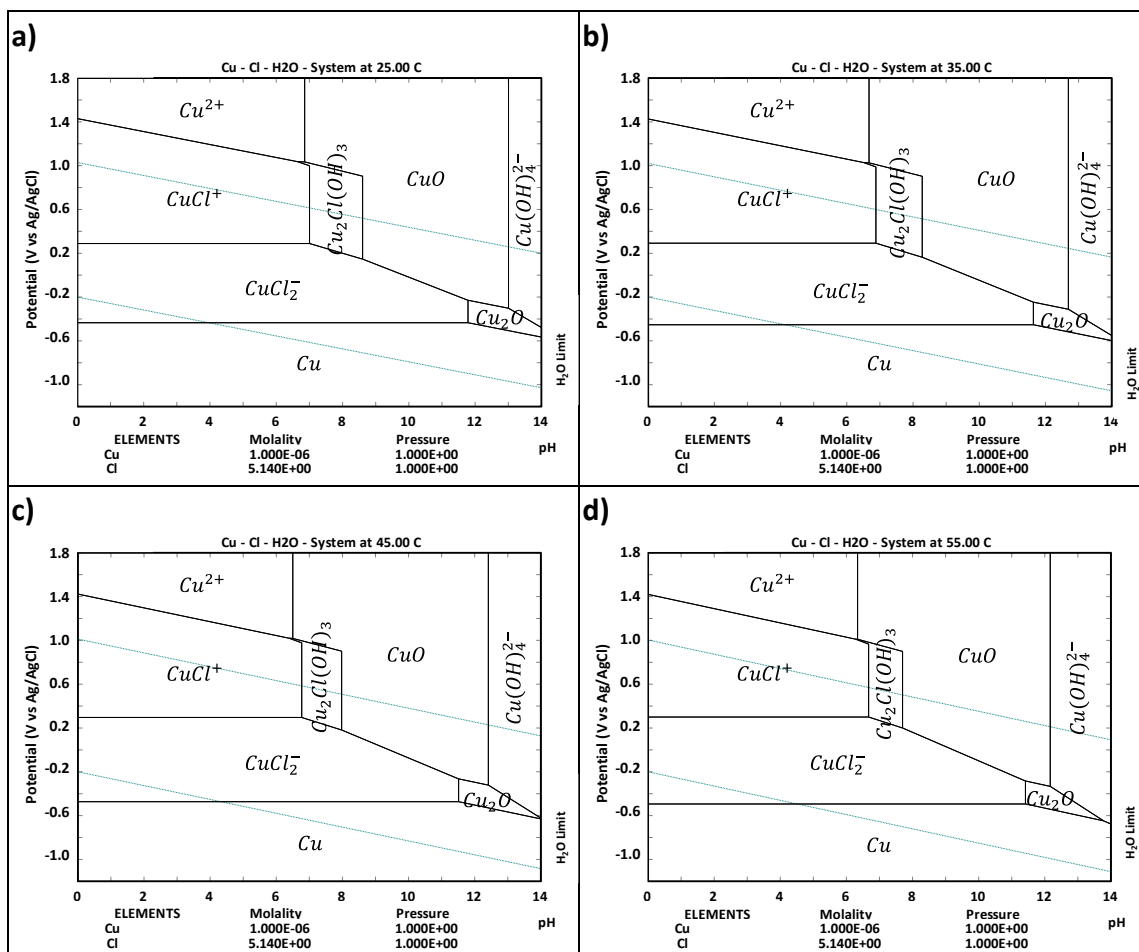 a)
Cu - Cl - H2O - System at 25.00 C
Potential (V vs Ag/AgCl)
1.8
1.4
1.0
0.6
0.2
-0.2
-0.6
-1.0
Cu²⁺
CuCl⁺
Cu₂Cl(OH)₃
CuO
Cu(OH)₄²⁻
CuCl₂⁻
Cu₂O
Cu
H₂O Limit
0 2 4 6 8 10 12 14
ELEMENTS Molality Pressure pH
Cu 1.000E-06 1.000E+00
Cl 5.140E+00 1.000E+00
b)
Cu - Cl - H2O - System at 35.00 C
Potential (V vs Ag/AgCl)
1.8
1.4
1.0
0.6
0.2
-0.2
-0.6
-1.0
Cu²⁺
CuCl⁺
Cu₂Cl(OH)₃
CuO
Cu(OH)₄²⁻
CuCl₂⁻
Cu₂O
Cu
H₂O Limit
0 2 4 6 8 10 12 14
ELEMENTS Molality Pressure pH
Cu 1.000E-06 1.000E+00
Cl 5.140E+00 1.000E+00
c)
Cu - Cl - H2O - System at 45.00 C
Potential (V vs Ag/AgCl)
1.8
1.4
1.0
0.6
0.2
-0.2
-0.6
-1.0
Cu²⁺
CuCl⁺
Cu₂Cl(OH)₃
CuO
Cu(OH)₄²⁻
CuCl₂⁻
Cu₂O
Cu
H₂O Limit
0 2 4 6 8 10 12 14
ELEMENTS Molality Pressure pH
Cu 1.000E-06 1.000E+00
Cl 5.140E+00 1.000E+00
d)
Cu - Cl - H2O - System at 55.00 C
Potential (V vs Ag/AgCl)
1.8
1.4
1.0
0.6
0.2
-0.2
-0.6
-1.0
Cu²⁺
CuCl⁺
Cu₂Cl(OH)₃
CuO
Cu(OH)₄²⁻
CuCl₂⁻
Cu₂O
Cu
H₂O Limit
0 2 4 6 8 10 12 14
ELEMENTS Molality Pressure pH
Cu 1.000E-06 1.000E+00
Cl 5.140E+00 1.000E+00